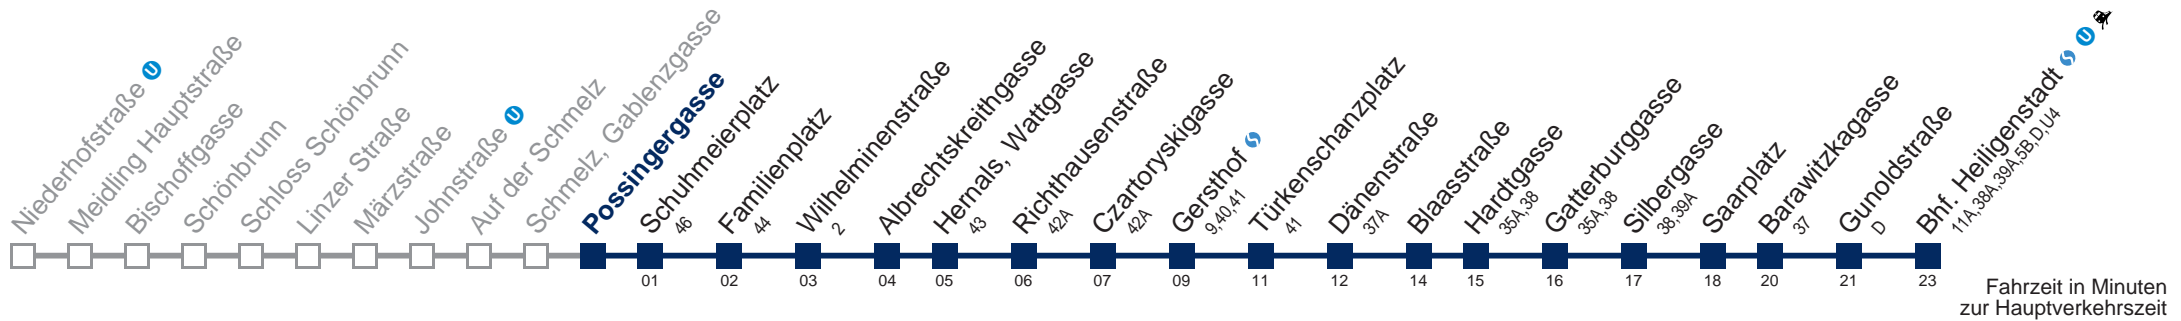 Niederhofstraße U
Meidling Hauptstraße
Bischoffgasse
Schönbrunn
Schloss Schönbrunn
Linzer Straße
Märzstraße
Johnstraße U
Auf der Schmelz
Schmelz, Gablenzgasse
Possingergasse
Schuhmeierplatz
46
01
Familienplatz
44
02
Wilhelminenstraße
2
03
Albrechtskreithgasse
04
Hernals, Wattgasse
43
05
Richthausenstraße
42A
06
Czartoryskigasse
42A
07
Gersthof S
9,40,41
09
Türkenschanzplatz
41
11
Dänenstraße
37A
12
Blaasstraße
14
Hardtgasse
35A,38
15
Gatterburggasse
35A,38
16
Silbergasse
38,39A
17
Saarplatz
18
Barawitzkagasse
37
20
Gunoldstraße
D
21
Bhf. Heiligenstadt S U
11A,38A,39A,5B,D,U4
23
Fahrzeit in Minuten
zur Hauptverkehrszeit